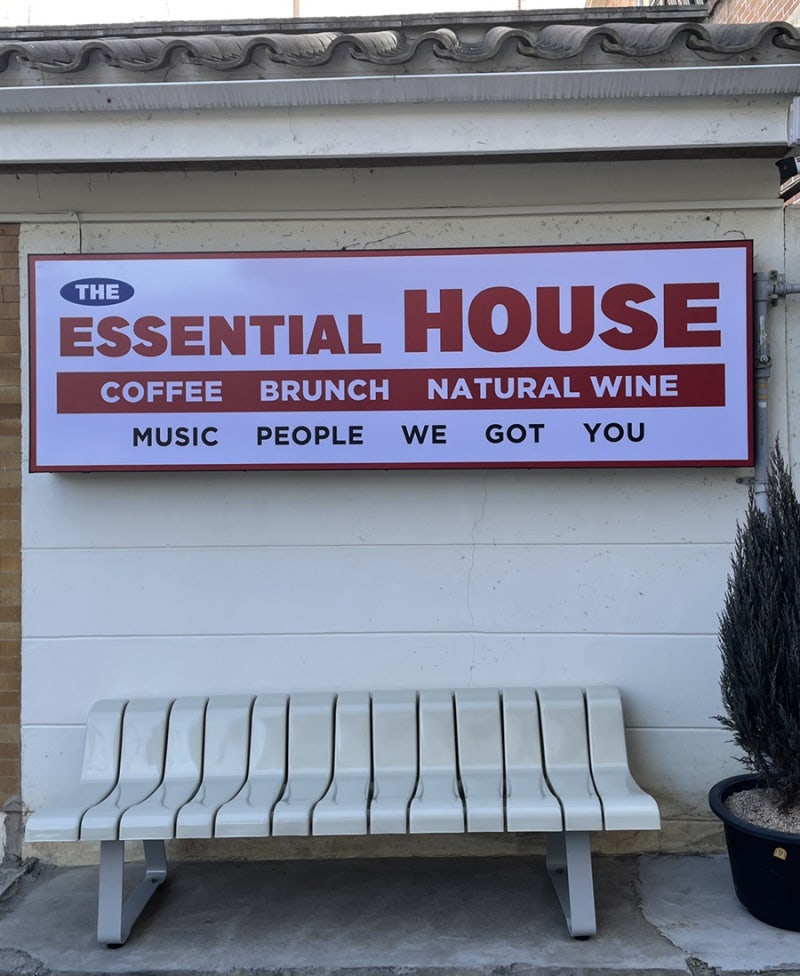 THE
ESSENTIAL HOUSE
COFFEE BRUNCH NATURAL WINE
MUSIC PEOPLE WE GOT YOU